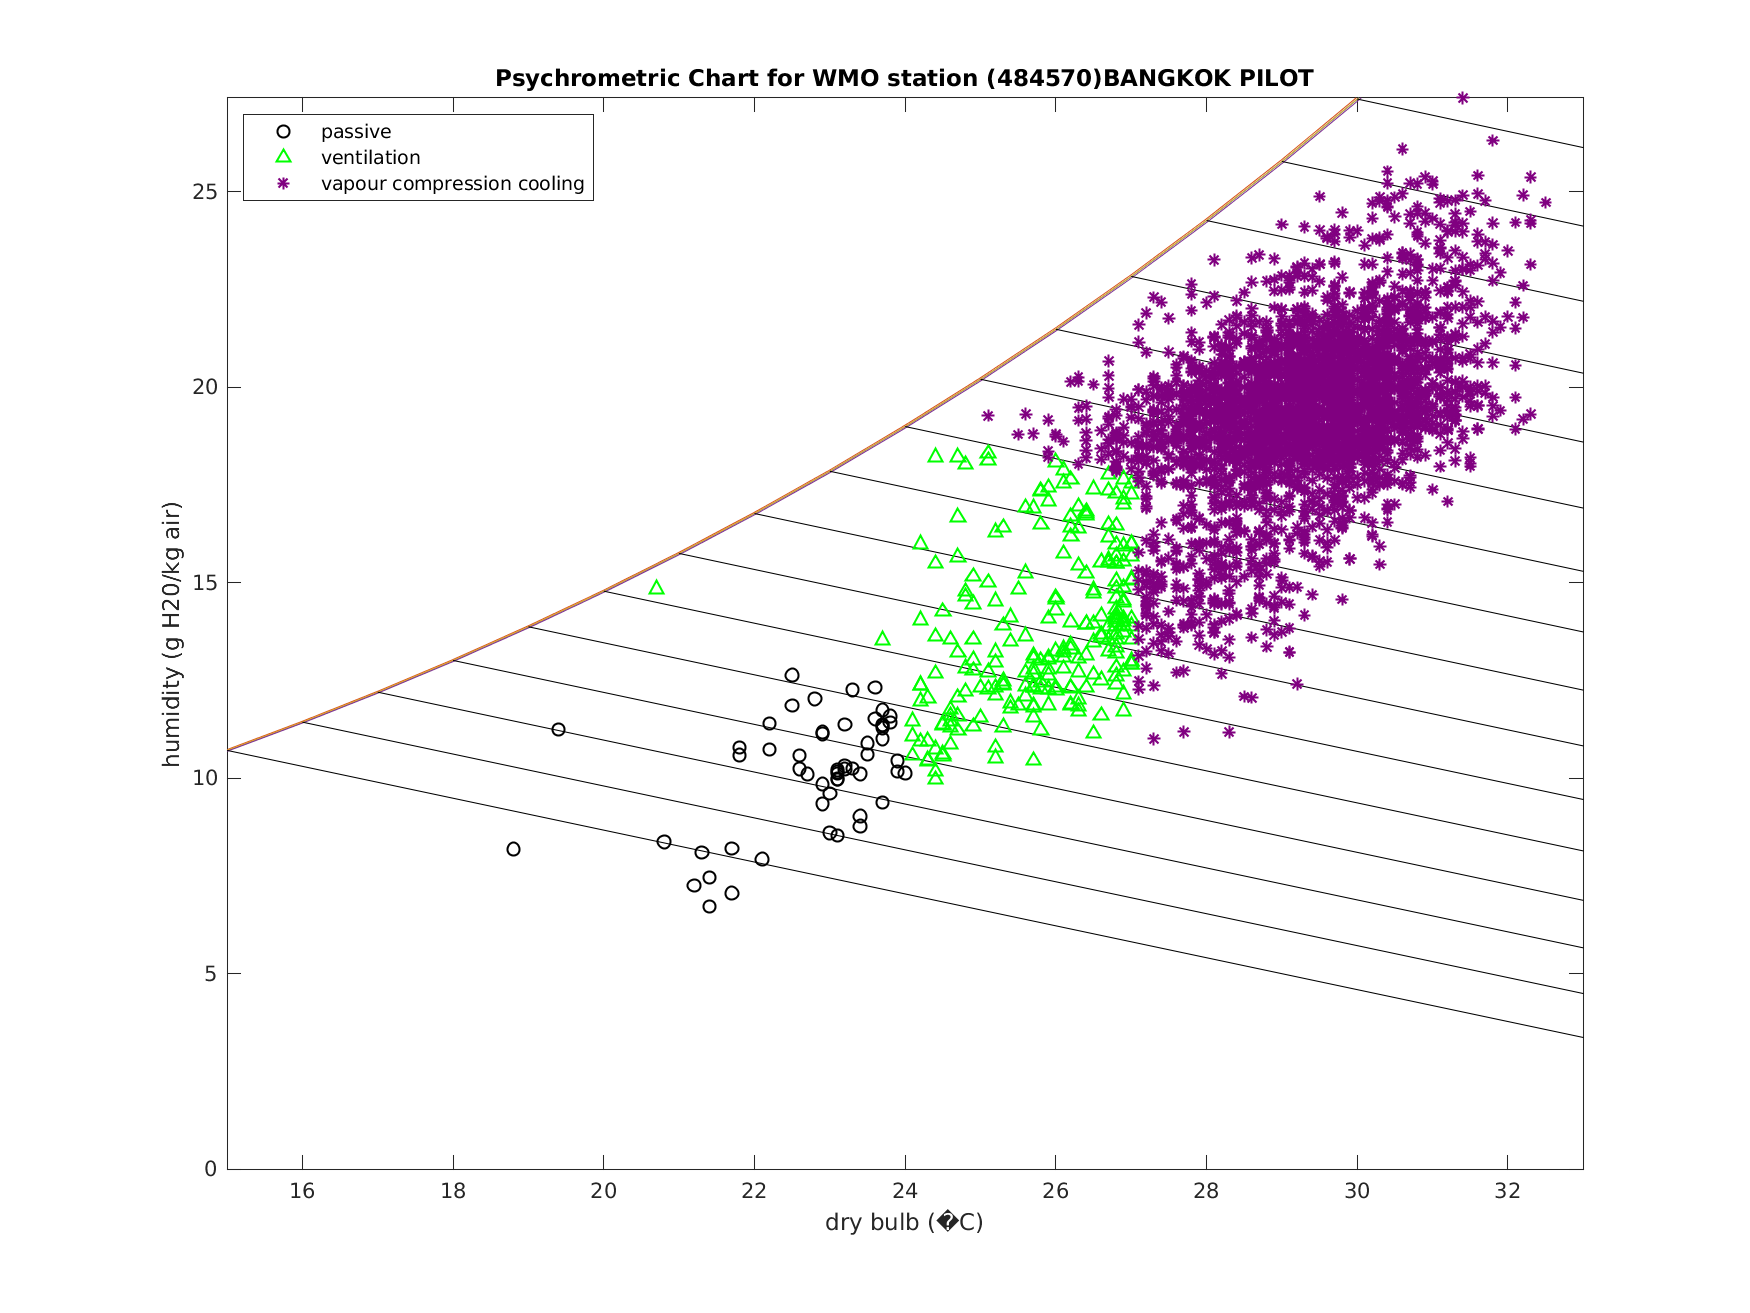 Psychrometric Chart for WMO station (484570)BANGKOK PILOT
passive
ventilation
vapour compression cooling
25
20
15
10
5
0
humidity (g H20/kg air)
16 18 20 22 24 26 28 30 32
dry bulb (�C)